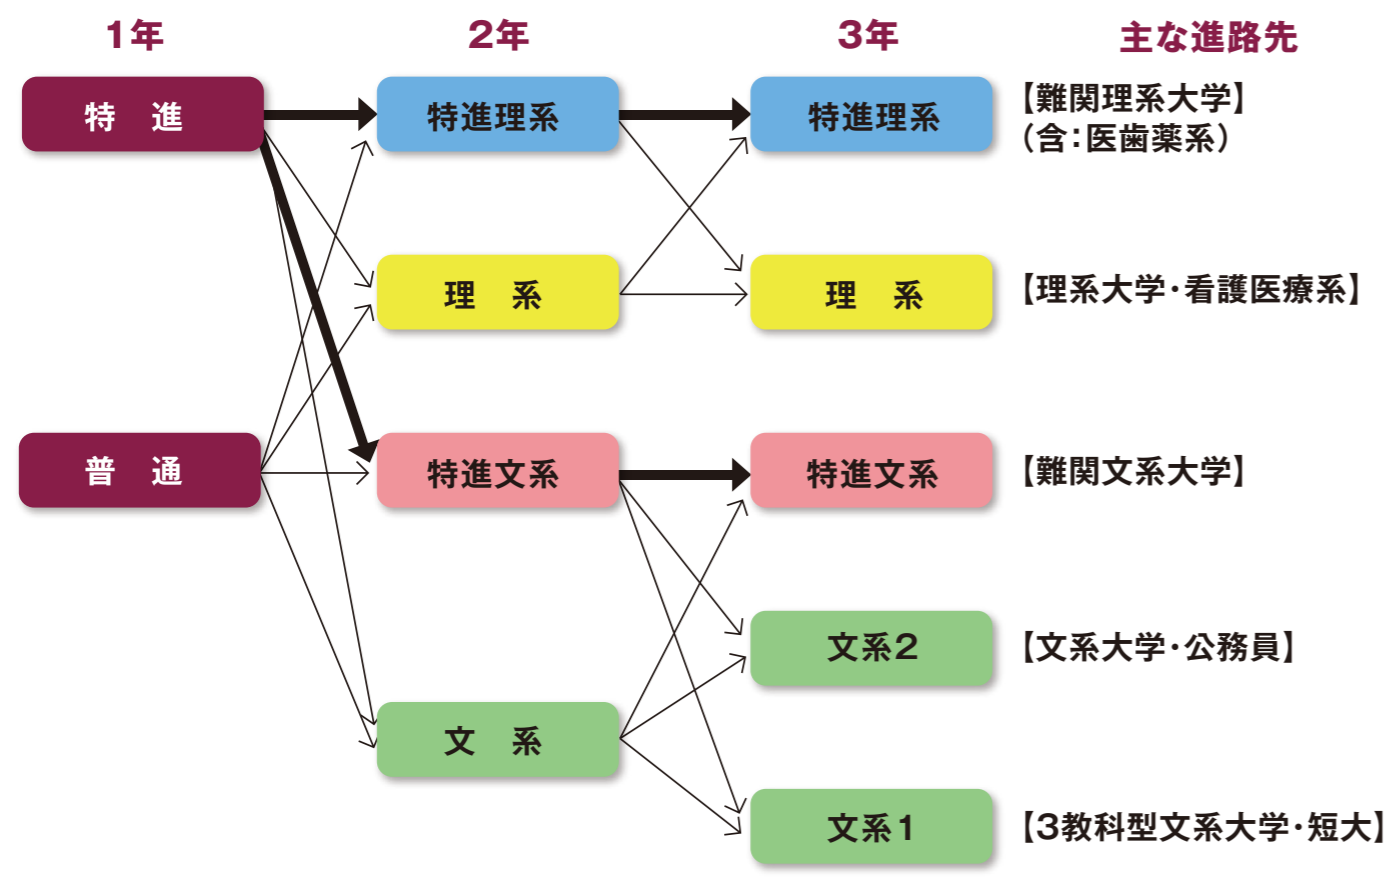 1年
2年
3年
主な進路先
特　進
特進理系
特進理系
【難関理系大学】
（含：医歯薬系）
理　系
理　系
【理系大学・看護医療系】
普　通
特進文系
特進文系
【難関文系大学】
文系2
【文系大学・公務員】
文　系
文系1
【3教科型文系大学・短大】